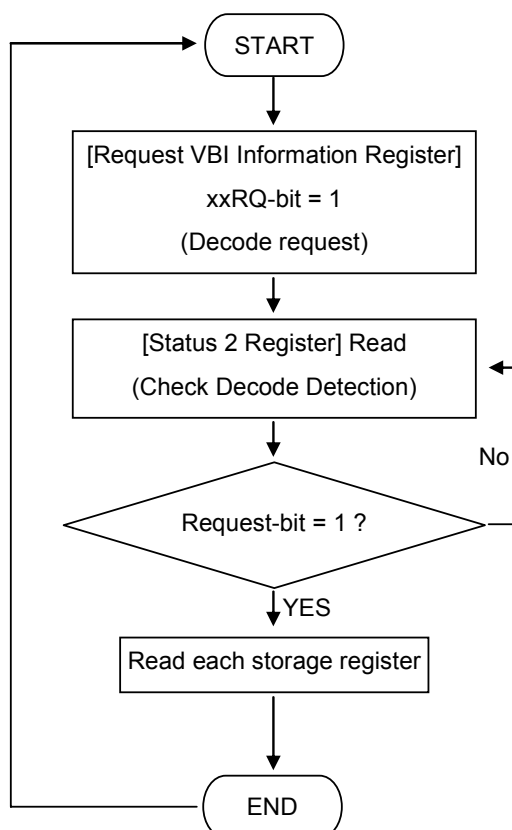 START
[Request VBI Information Register]
xxRQ-bit = 1
(Decode request)
[Status 2 Register] Read
(Check Decode Detection)
No
Request-bit = 1 ?
YES
Read each storage register
END